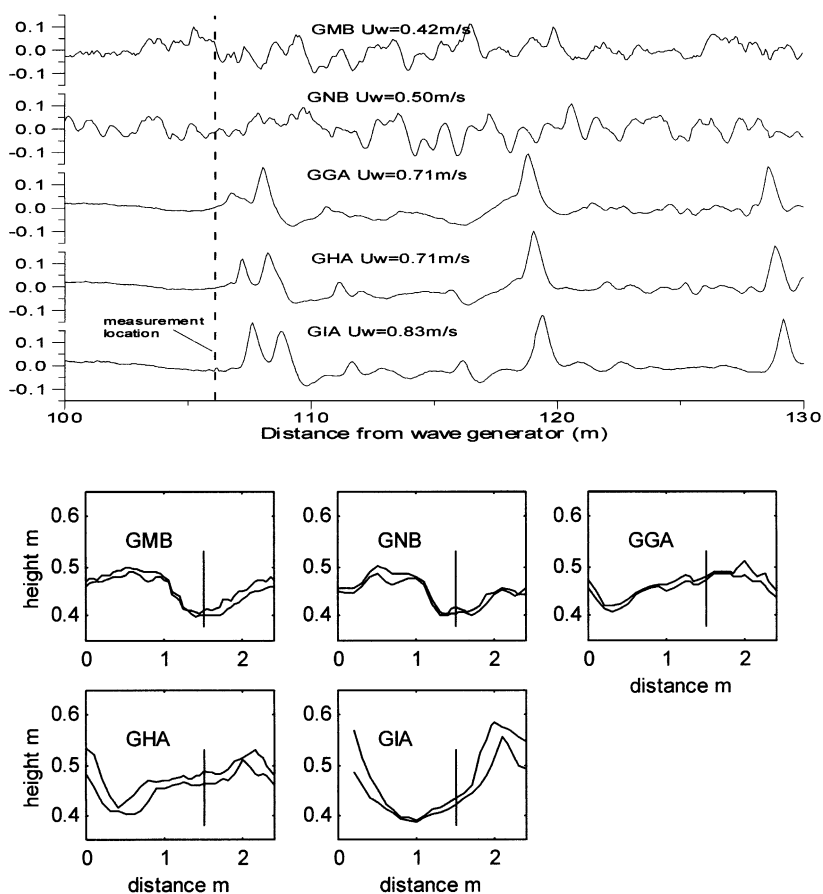 0.1
0.0
-0.1
GMB Uw=0.42m/s
0.1
0.0
-0.1
GNB Uw=0.50m/s
0.1
0.0
-0.1
GGA Uw=0.71m/s
0.1
0.0
-0.1
GHA Uw=0.71m/s
0.1
0.0
-0.1
GIA Uw=0.83m/s
measurement
location
100 110 120 130
Distance from wave generator (m)
height m
0.6
0.5
0.4
GMB
0 1 2
0.6
0.5
0.4
GNB
0 1 2
0.6
0.5
0.4
GGA
0 1 2
distance m
height m
0.6
0.5
0.4
GHA
0 1 2
distance m
0.6
0.5
0.4
GIA
0 1 2
distance m